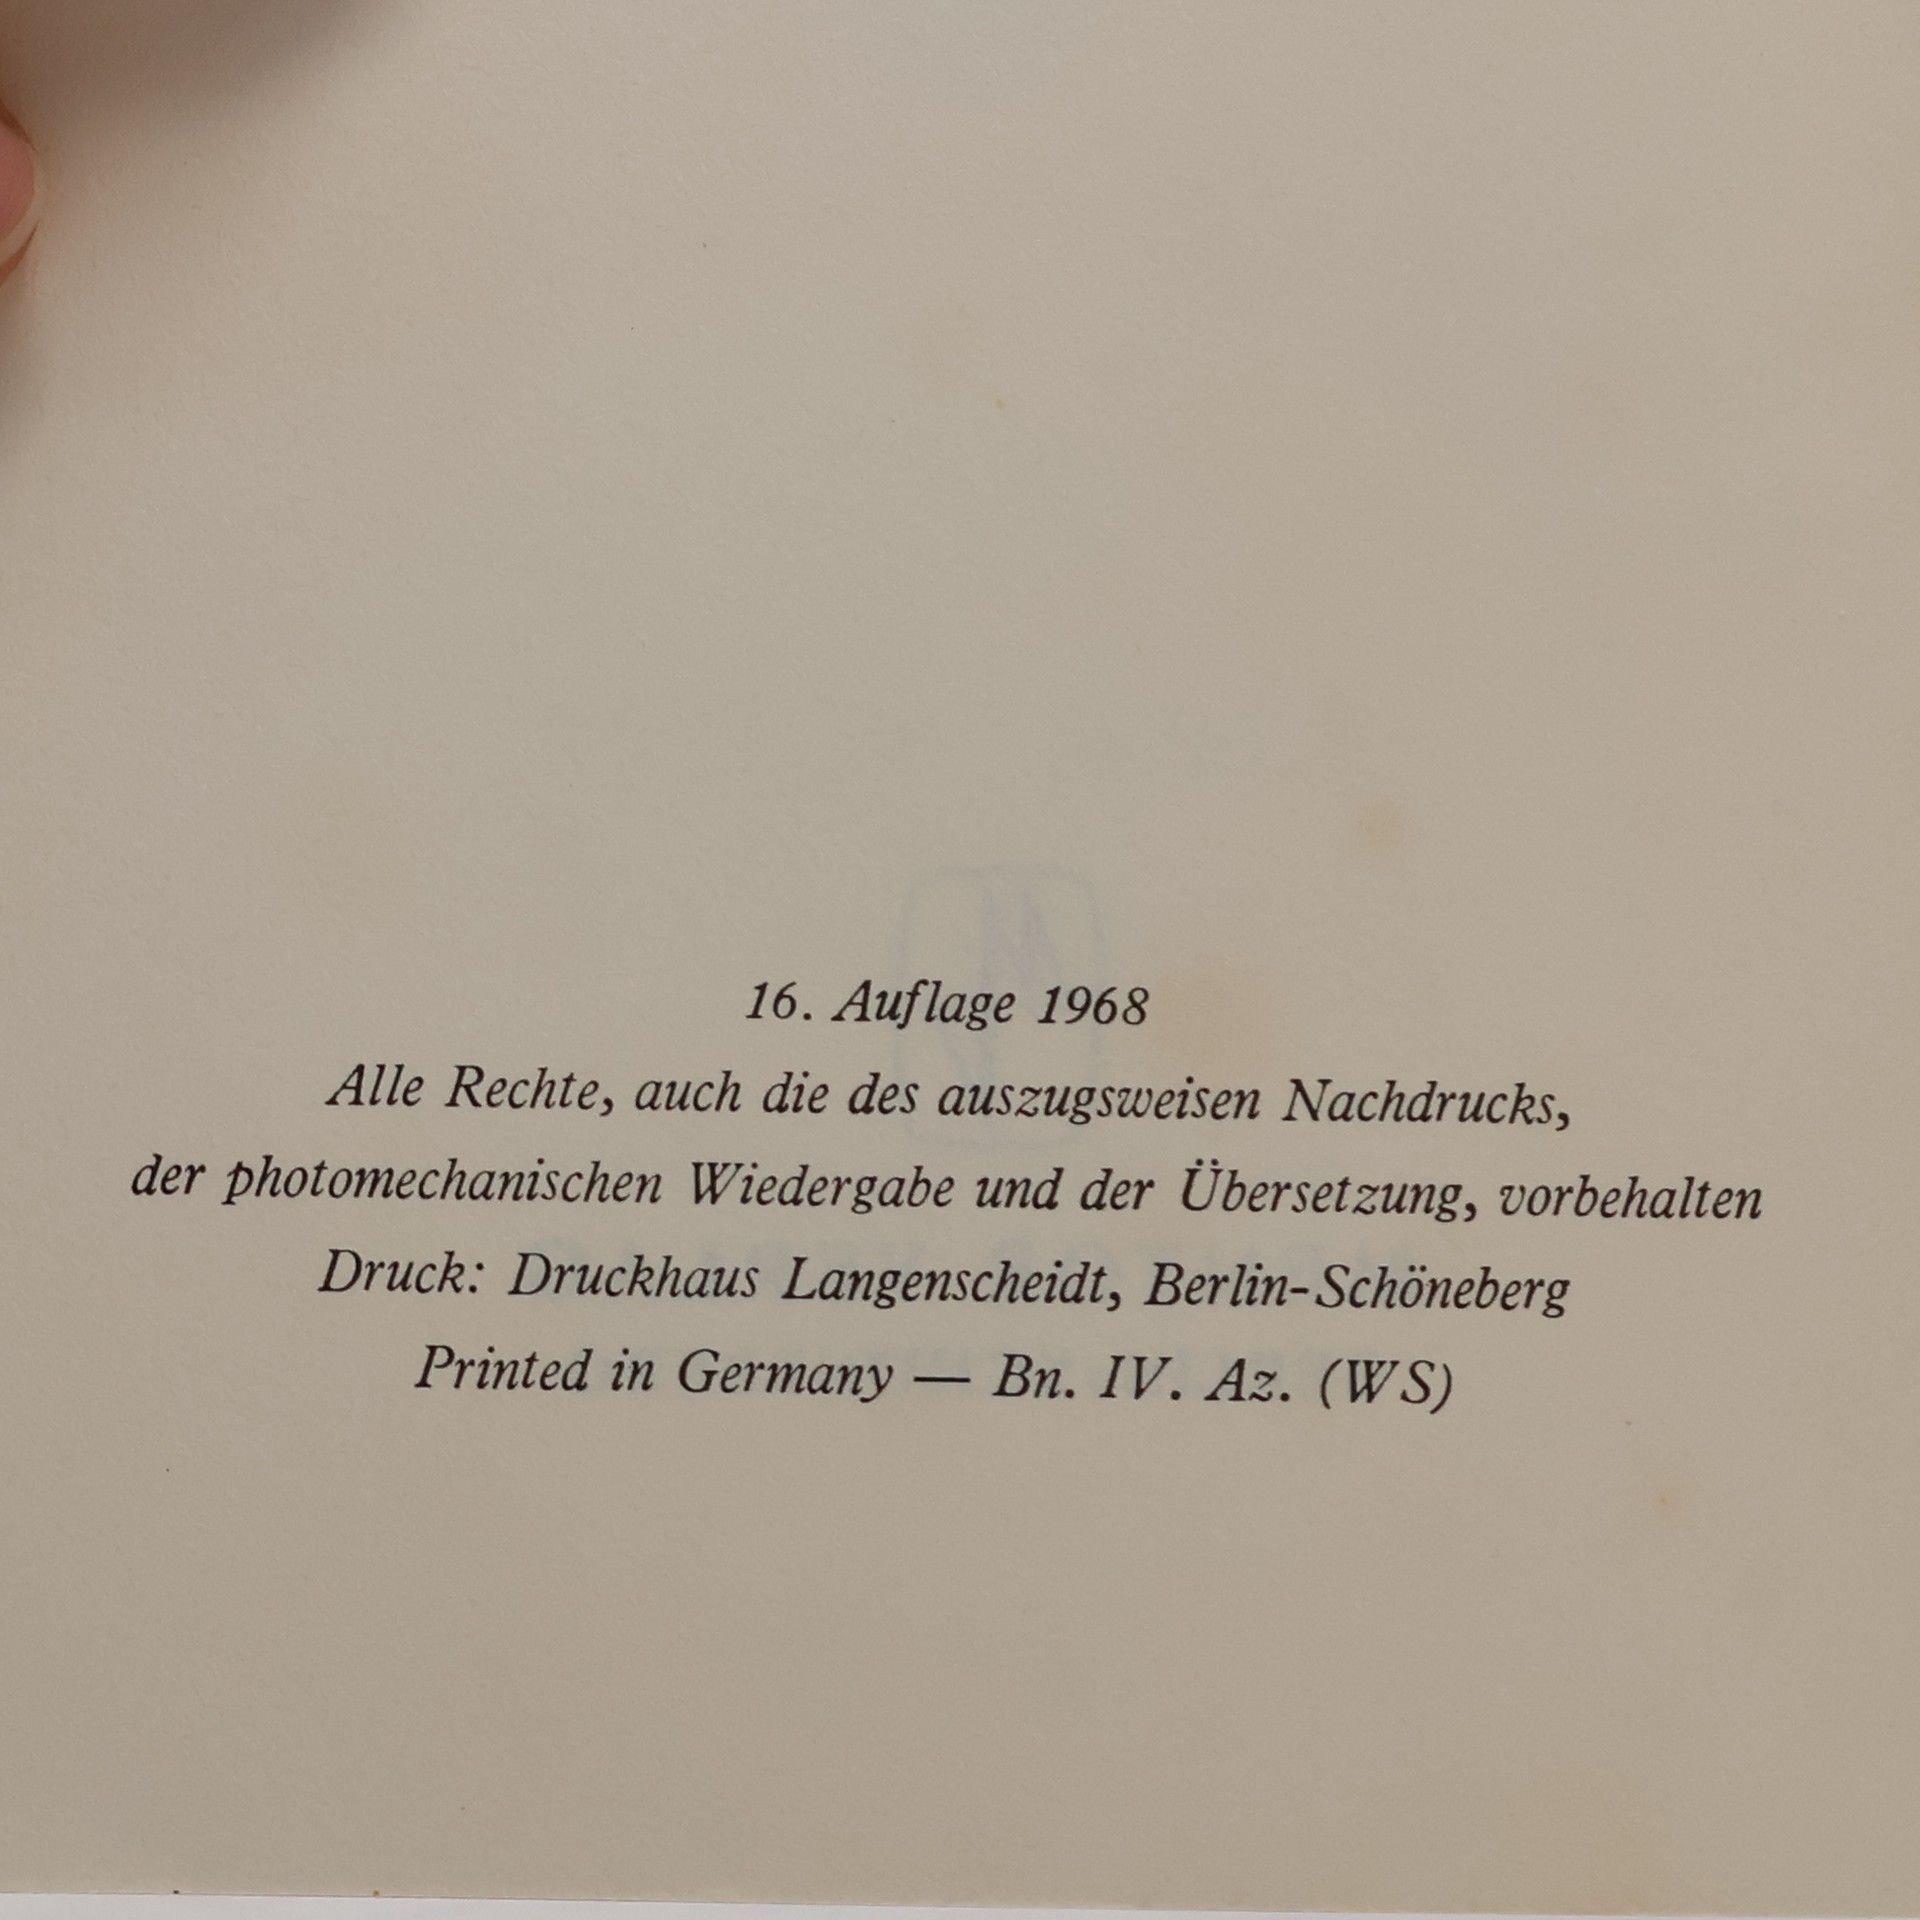 16. Auflage 1968
Alle Rechte, auch die des auszugsweisen Nachdrucks,
der photomechanischen Wiedergabe und der Übersetzung, vorbehalten
Druck: Druckhaus Langenscheidt, Berlin-Schöneberg
Printed in Germany — Bn. IV. Az. (WS)